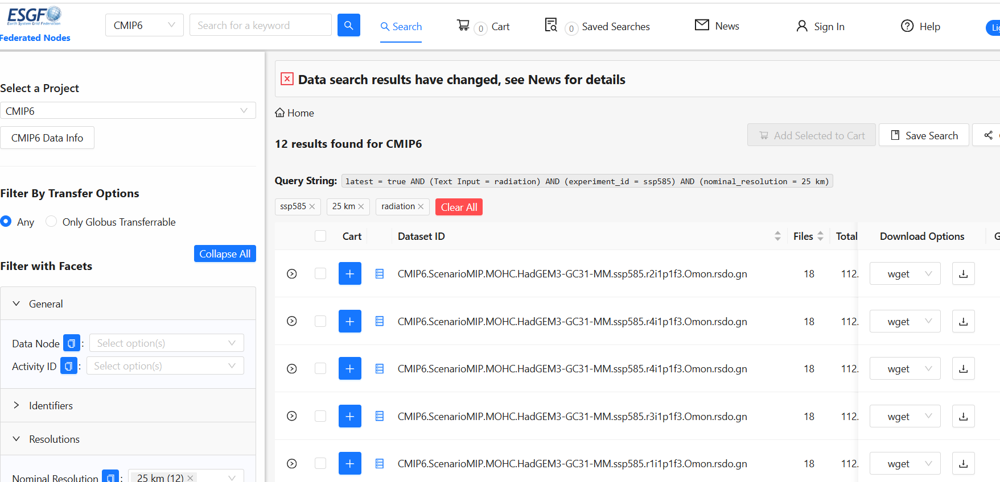 ESGF
Earth System Grid Federation
Federated Nodes
CMIP6
Search for a keyword
Search
0 Cart
0 Saved Searches
News
Sign In
Help
Select a Project
CMIP6
CMIP6 Data Info
Filter By Transfer Options
Any Only Globus Transferrable
Collapse All
Filter with Facets
General
Data Node : Select option(s)
Activity ID : Select option(s)
Identifiers
Resolutions
Nominal Resolution : 25 km (12)
Data search results have changed, see News for details
Home
12 results found for CMIP6
Add Selected to Cart
Save Search
Query String: latest = true AND (Text Input = radiation) AND (experiment_id = ssp585) AND (nominal_resolution = 25 km)
ssp585 25 km radiation Clear All
Cart Dataset ID Files Total Download Options G
CMIP6.ScenarioMIP.MOHC.HadGEM3-GC31-MM.ssp585.r2i1p1f3.Omon.rsdo.gn 18 112. wget
CMIP6.ScenarioMIP.MOHC.HadGEM3-GC31-MM.ssp585.r4i1p1f3.Omon.rsdo.gn 18 112. wget
CMIP6.ScenarioMIP.MOHC.HadGEM3-GC31-MM.ssp585.r4i1p1f3.Omon.rsdo.gn 18 112. wget
CMIP6.ScenarioMIP.MOHC.HadGEM3-GC31-MM.ssp585.r3i1p1f3.Omon.rsdo.gn 18 112. wget
CMIP6.ScenarioMIP.MOHC.HadGEM3-GC31-MM.ssp585.r1i1p1f3.Omon.rsdo.gn 18 112. wget